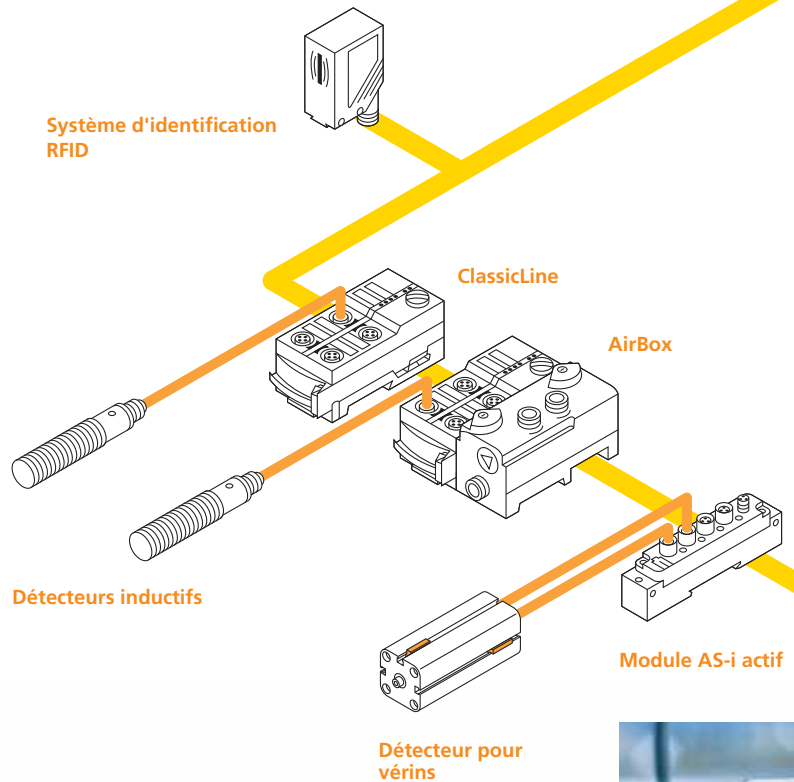 Système d'identification
RFID
ClassicLine
AirBox
Détecteurs inductifs
Module AS-i actif
Détecteur pour
vérins